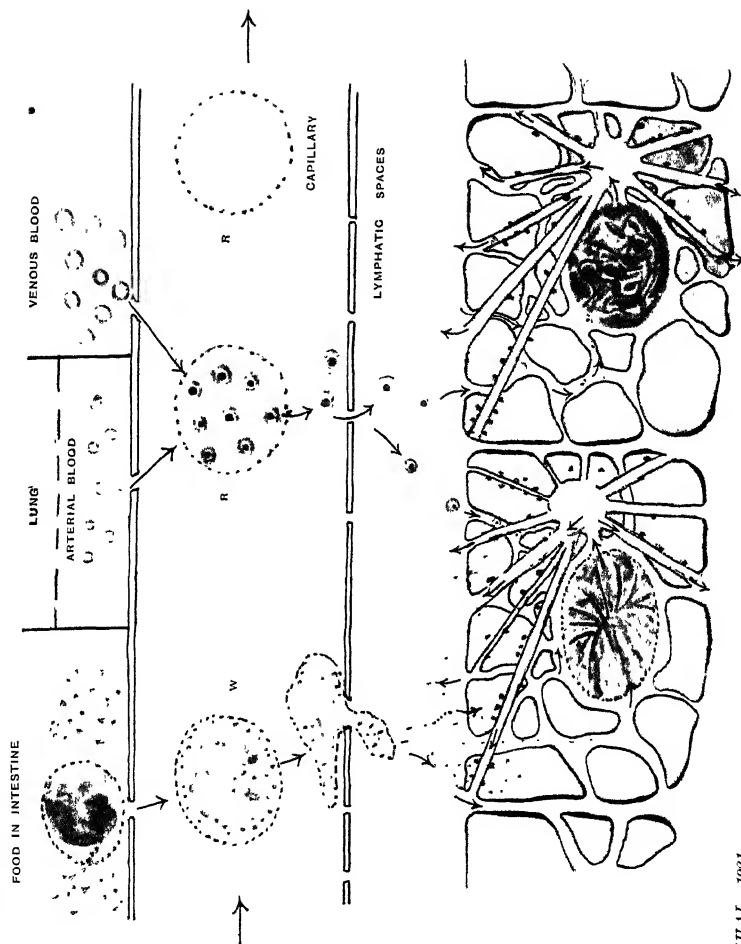 FOOD IN INTESTINE
LUNG
ARTERIAL BLOOD
VENOUS BLOOD
W
R
R
CAPILLARY
LYMPHATIC SPACES